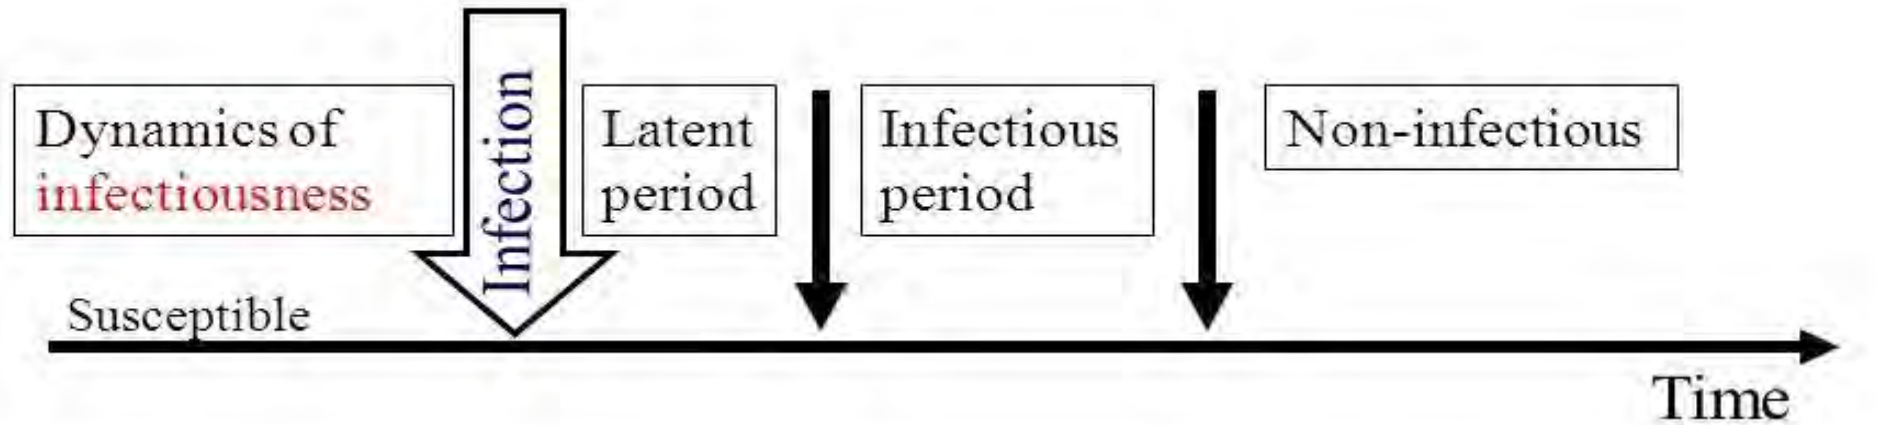 Dynamics of
infectiousness
Infection
Latent
period
Infectious
period
Non-infectious
Susceptible
Time